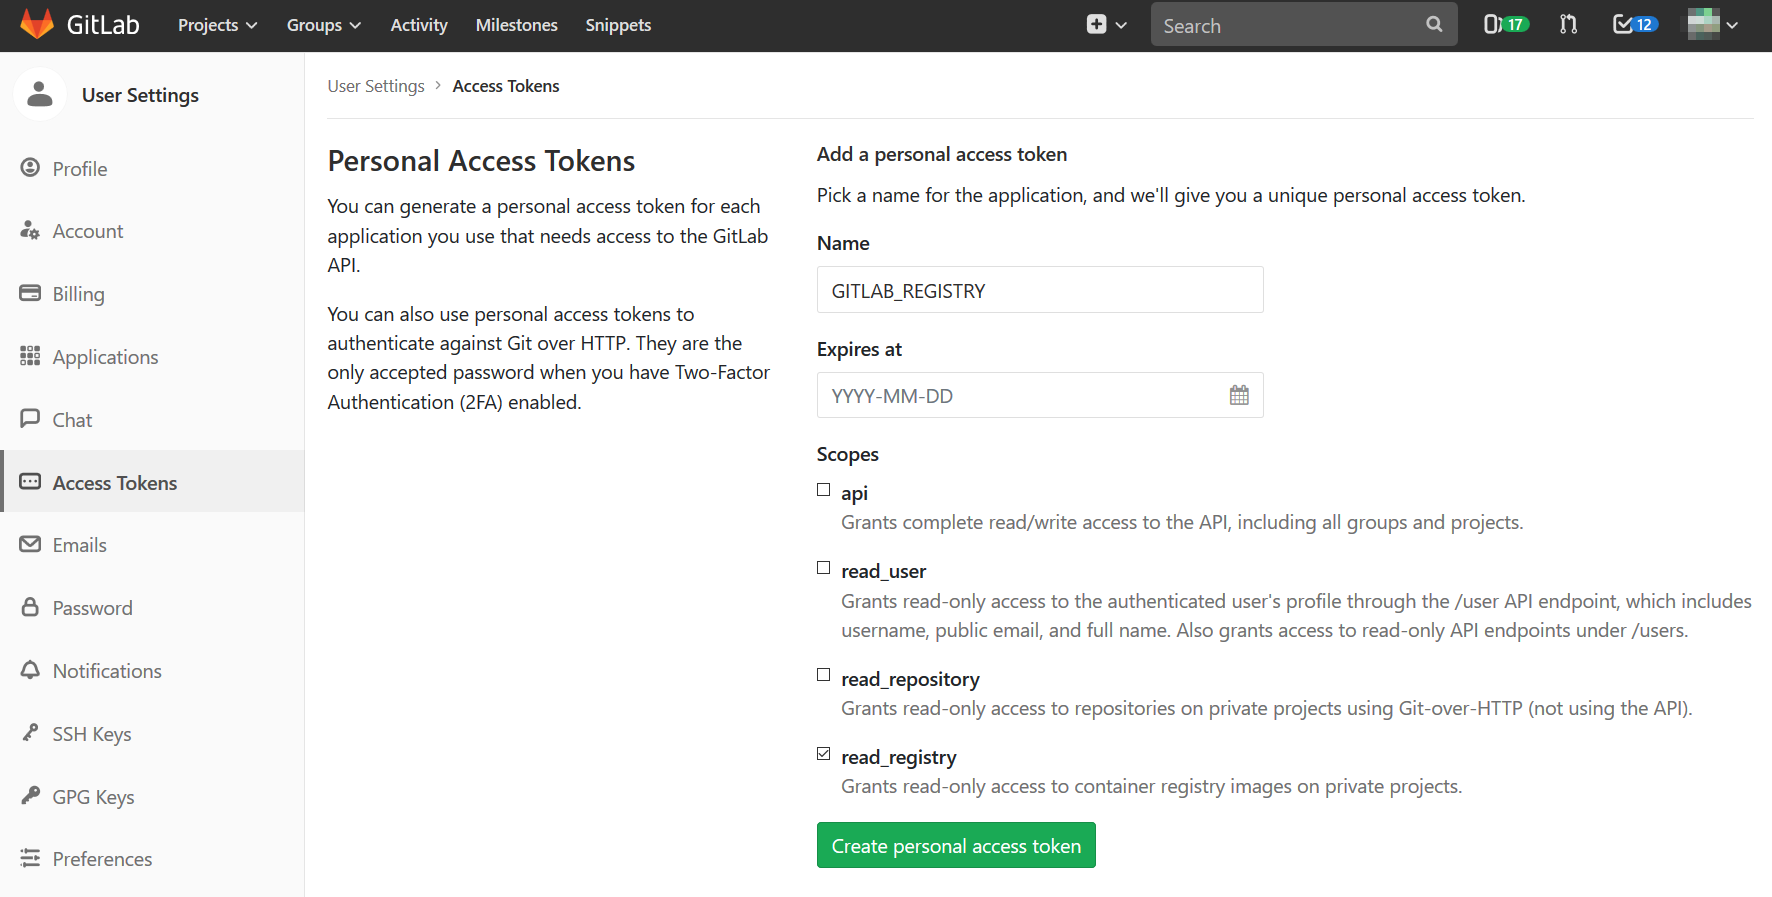 GitLab Projects Groups Activity Milestones Snippets Search 17 12
User Settings
Profile
Account
Billing
Applications
Chat
Access Tokens
Emails
Password
Notifications
SSH Keys
GPG Keys
Preferences
User Settings › Access Tokens
Personal Access Tokens
You can generate a personal access token for each
application you use that needs access to the GitLab
API.
You can also use personal access tokens to
authenticate against Git over HTTP. They are the
only accepted password when you have Two-Factor
Authentication (2FA) enabled.
Add a personal access token
Pick a name for the application, and we'll give you a unique personal access token.
Name
GITLAB_REGISTRY
Expires at
YYYY-MM-DD
Scopes
api
Grants complete read/write access to the API, including all groups and projects.
read_user
Grants read-only access to the authenticated user's profile through the /user API endpoint, which includes
username, public email, and full name. Also grants access to read-only API endpoints under /users.
read_repository
Grants read-only access to repositories on private projects using Git-over-HTTP (not using the API).
read_registry
Grants read-only access to container registry images on private projects.
Create personal access token